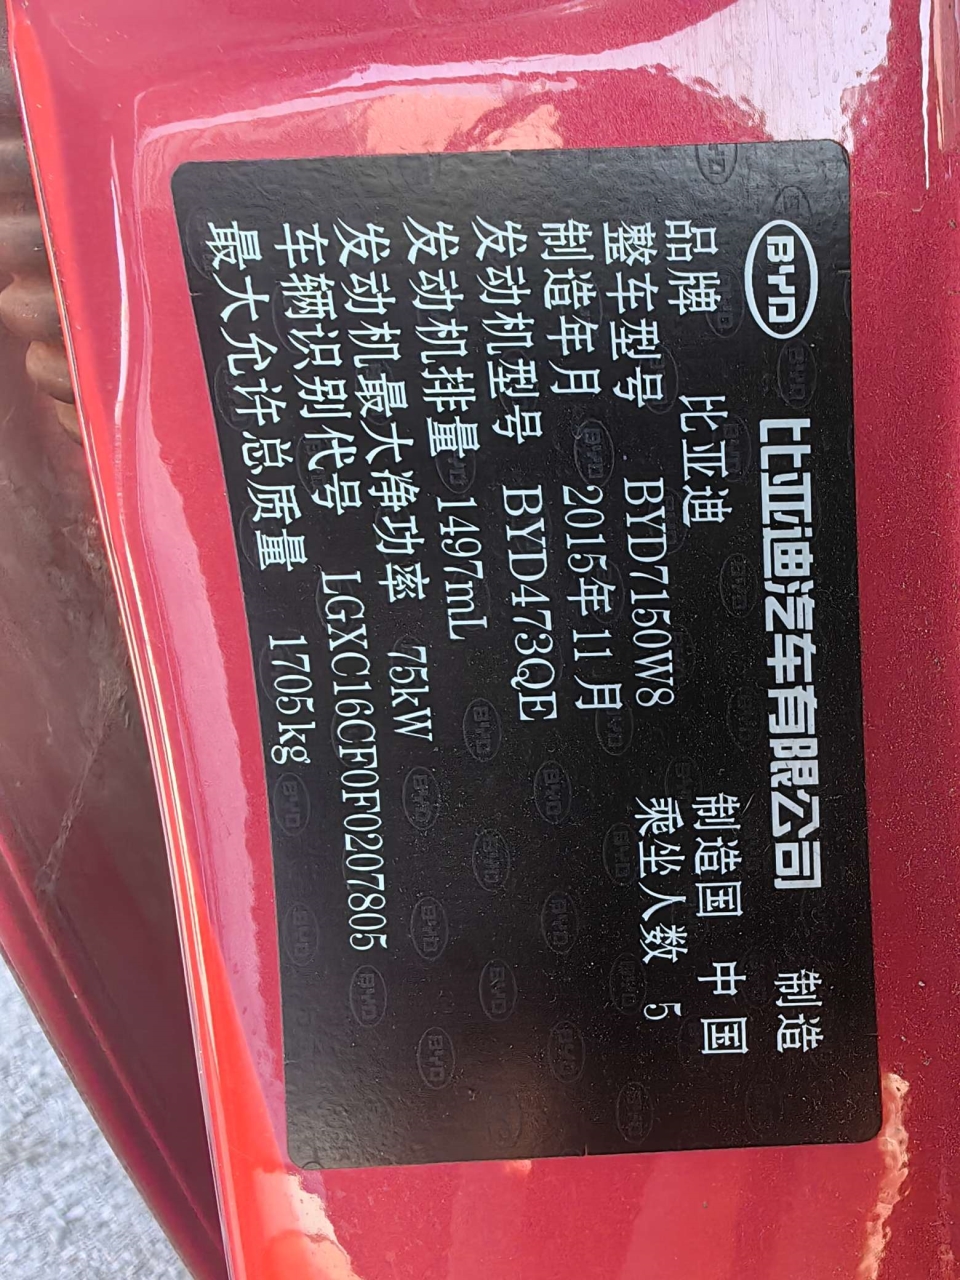 BYD 比亚迪汽车有限公司 制造
品牌 比亚迪 制造国 中国
整车型号 BYD7150W8 乘坐人数 5
制造年月 2015年11月
发动机型号 BYD473QE
发动机排量 1497mL
发动机最大净功率 75kW
车辆识别代号 LGXC16CF0F0207805
最大允许总质量 1705kg